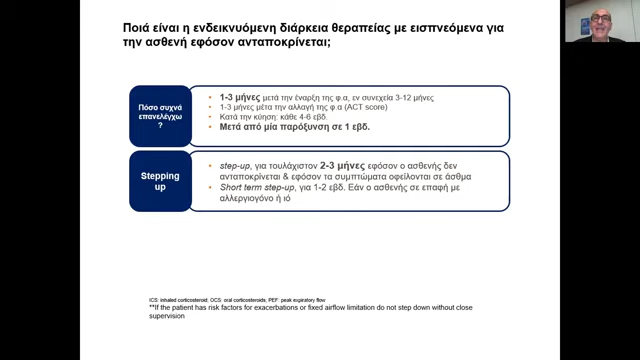 Ποιά είναι η ενδεικνυόμενη διάρκεια θεραπείας με εισπνεόμενα για
την ασθενή εφόσον ανταποκρίνεται;
Πόσο συχνά
επανελέγχω
?
• 1-3 μήνες μετά την έναρξη της φ.α, εν συνεχεία 3-12 μήνες
• 1-3 μήνες μέτα την αλλαγή της φ.α (ACT score)
• Κατά την κύηση: κάθε 4-6 εβδ.
• Μετά από μία παρόξυνση σε 1 εβδ.
Stepping
up
• step-up, για τουλάχιστον 2-3 μήνες εφόσον ο ασθενής δεν
ανταποκρίνεται & εφόσον τα συμπτώματα οφείλονται σε άσθμα
• Short term step-up, για 1-2 εβδ. Εάν ο ασθενής σε επαφή με
αλλεργιογόνο ή ιό
ICS: inhaled corticosteroid; OCS: oral corticosteroids; PEF: peak expiratory flow
**If the patient has risk factors for exacerbations or fixed airflow limitation do not step down without close
supervision